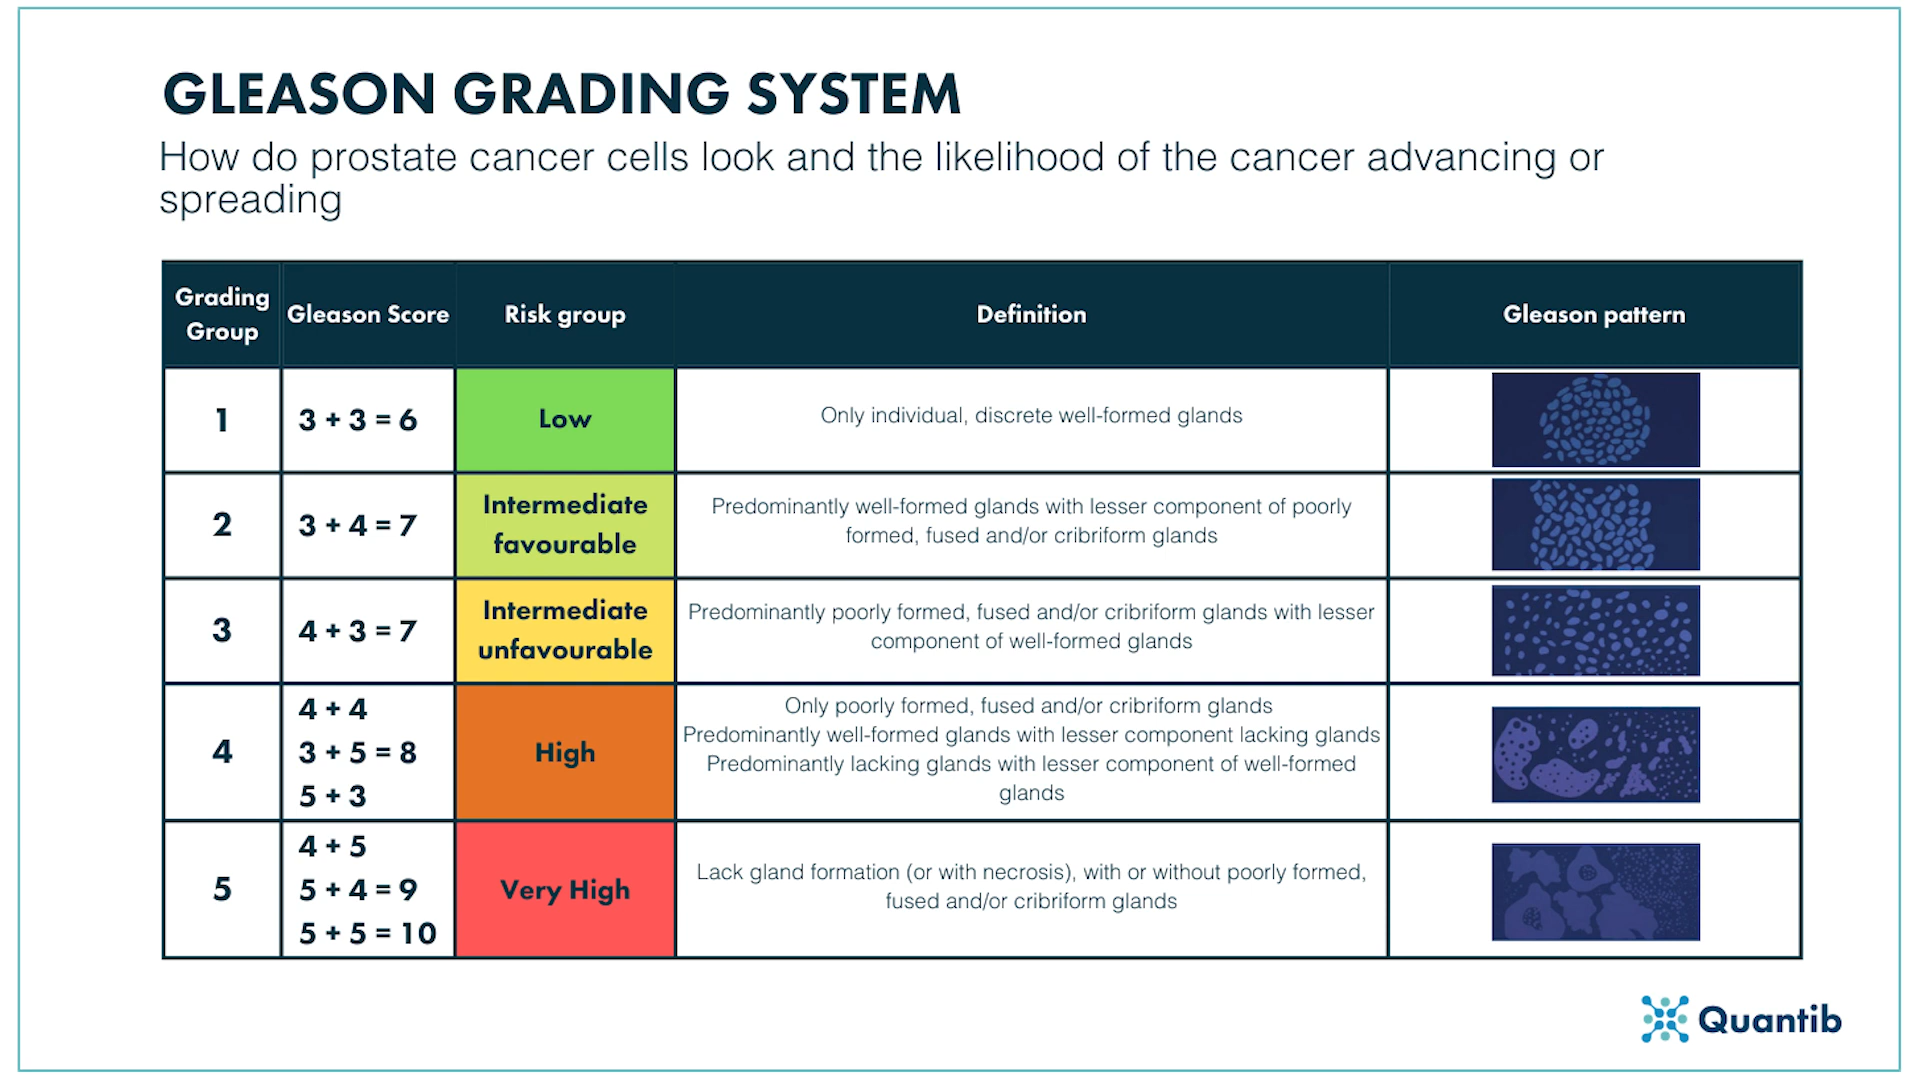 GLEASON GRADING SYSTEM
How do prostate cancer cells look and the likelihood of the cancer advancing or
spreading
Grading
Group
Gleason Score
Risk group
Definition
Gleason pattern
1
3 + 3 = 6
Low
Only individual, discrete well-formed glands
2
3 + 4 = 7
Intermediate
favourable
Predominantly well-formed glands with lesser component of poorly
formed, fused and/or cribriform glands
3
4 + 3 = 7
Intermediate
unfavourable
Predominantly poorly formed, fused and/or cribriform glands with lesser
component of well-formed glands
4
4 + 4
3 + 5 = 8
5 + 3
High
Only poorly formed, fused and/or cribriform glands
Predominantly well-formed glands with lesser component lacking glands
Predominantly lacking glands with lesser component of well-formed
glands
5
4 + 5
5 + 4 = 9
5 + 5 = 10
Very High
Lack gland formation (or with necrosis), with or without poorly formed,
fused and/or cribriform glands
Quantib